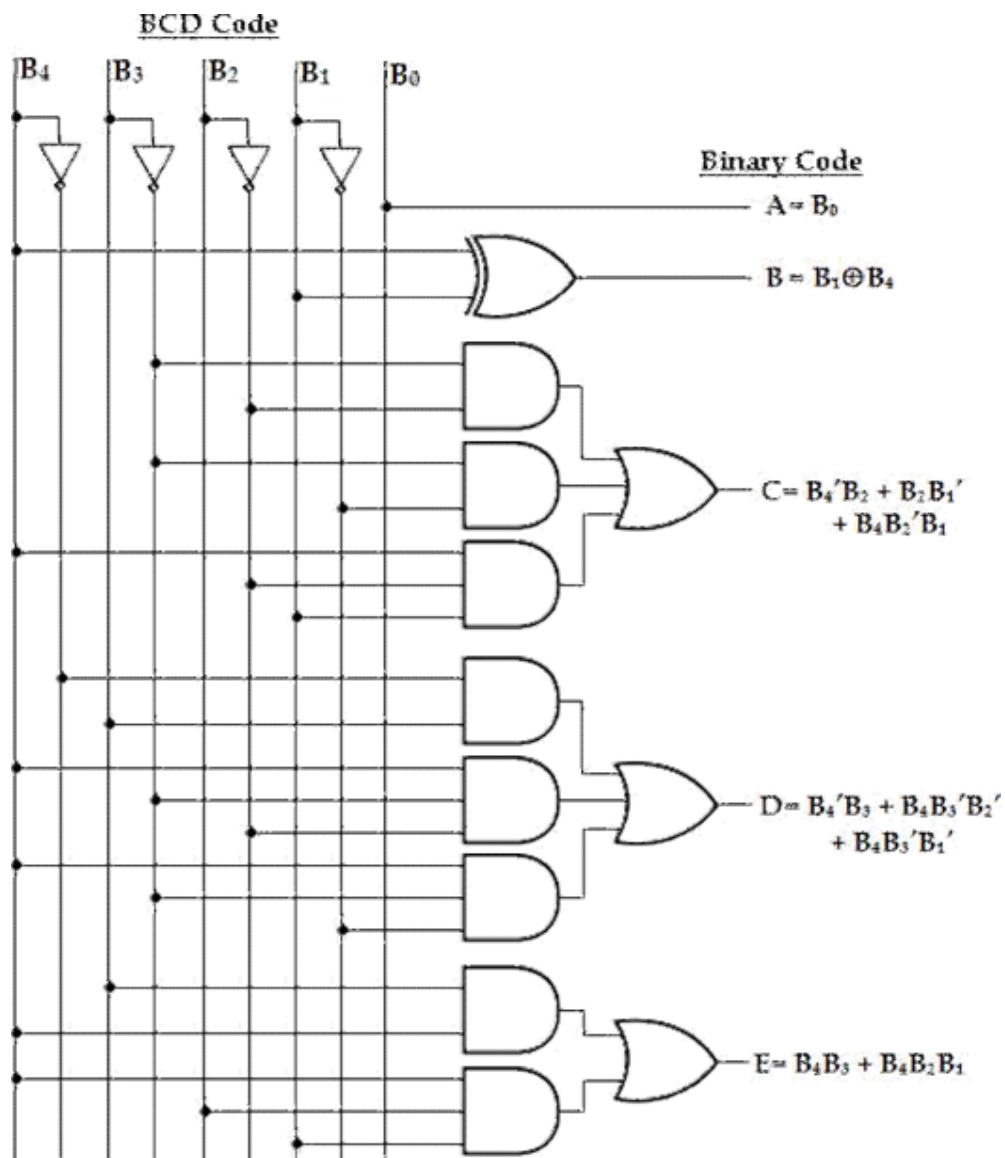 BCD Code
B₄ B₃ B₂ B₁ B₀
Binary Code
A = B₀
B = B₁⊕B₄
C = B₄′B₂ + B₂B₁′
+ B₄B₂′B₁
D = B₄′B₃ + B₄B₃′B₂′
+ B₄B₃′B₁′
E = B₄B₃ + B₄B₂B₁